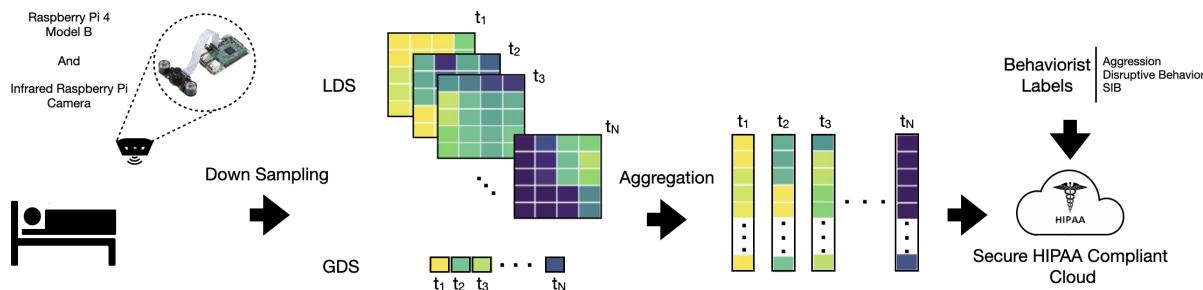 Raspberry Pi 4
Model B
And
Infrared Raspberry Pi
Camera
Down Sampling
LDS
t1
t2
t3
tN
GDS
t1 t2 t3 tN
Aggregation
t1 t2 t3 tN
Behaviorist
Labels
Aggression
Disruptive Behavior
SIB
HIPAA
Secure HIPAA Compliant
Cloud